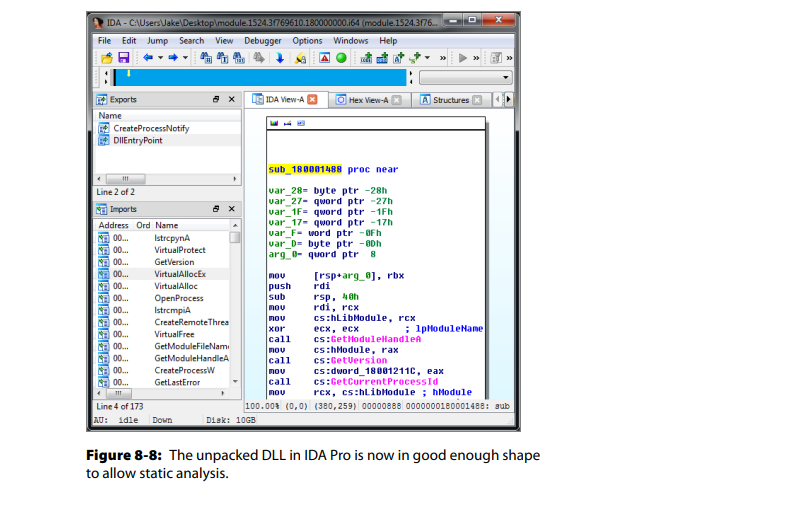 IDA - C:\Users\Jake\Desktop\module.1524.3f769610.180000000.i64 (module.1524.3f76...
File Edit Jump Search View Debugger Options Windows Help
Exports
Name
CreateProcessNotify
DllEntryPoint
Line 2 of 2
Imports
Address Ord Name
00... lstrcpynA
00... VirtualProtect
00... GetVersion
00... VirtualAllocEx
00... VirtualAlloc
00... OpenProcess
00... lstrcmpiA
00... CreateRemoteThrea
00... VirtualFree
00... GetModuleFileNam
00... GetModuleHandleA
00... CreateProcessW
00... GetLastError
Line 4 of 173
IDA View-A Hex View-A Structures
sub_180001488 proc near
var_28= byte ptr -28h
var_27= qword ptr -27h
var_1F= qword ptr -1Fh
var_17= qword ptr -17h
var_F= word ptr -0Fh
var_D= byte ptr -0Dh
arg_0= qword ptr 8
mov [rsp+arg_0], rbx
push rdi
sub rsp, 40h
mov rdi, rcx
mov cs:hLibModule, rcx
xor ecx, ecx ; lpModuleName
call cs:GetModuleHandleA
mov cs:hModule, rax
call cs:GetVersion
mov cs:dword_18001211C, eax
call cs:GetCurrentProcessId
mov rcx, cs:hLibModule ; hModule
100.00% (0,0) (380,259) 00000888 0000000180001488: sub
AU: idle Down Disk: 10GB
Figure 8-8: The unpacked DLL in IDA Pro is now in good enough shape
to allow static analysis.